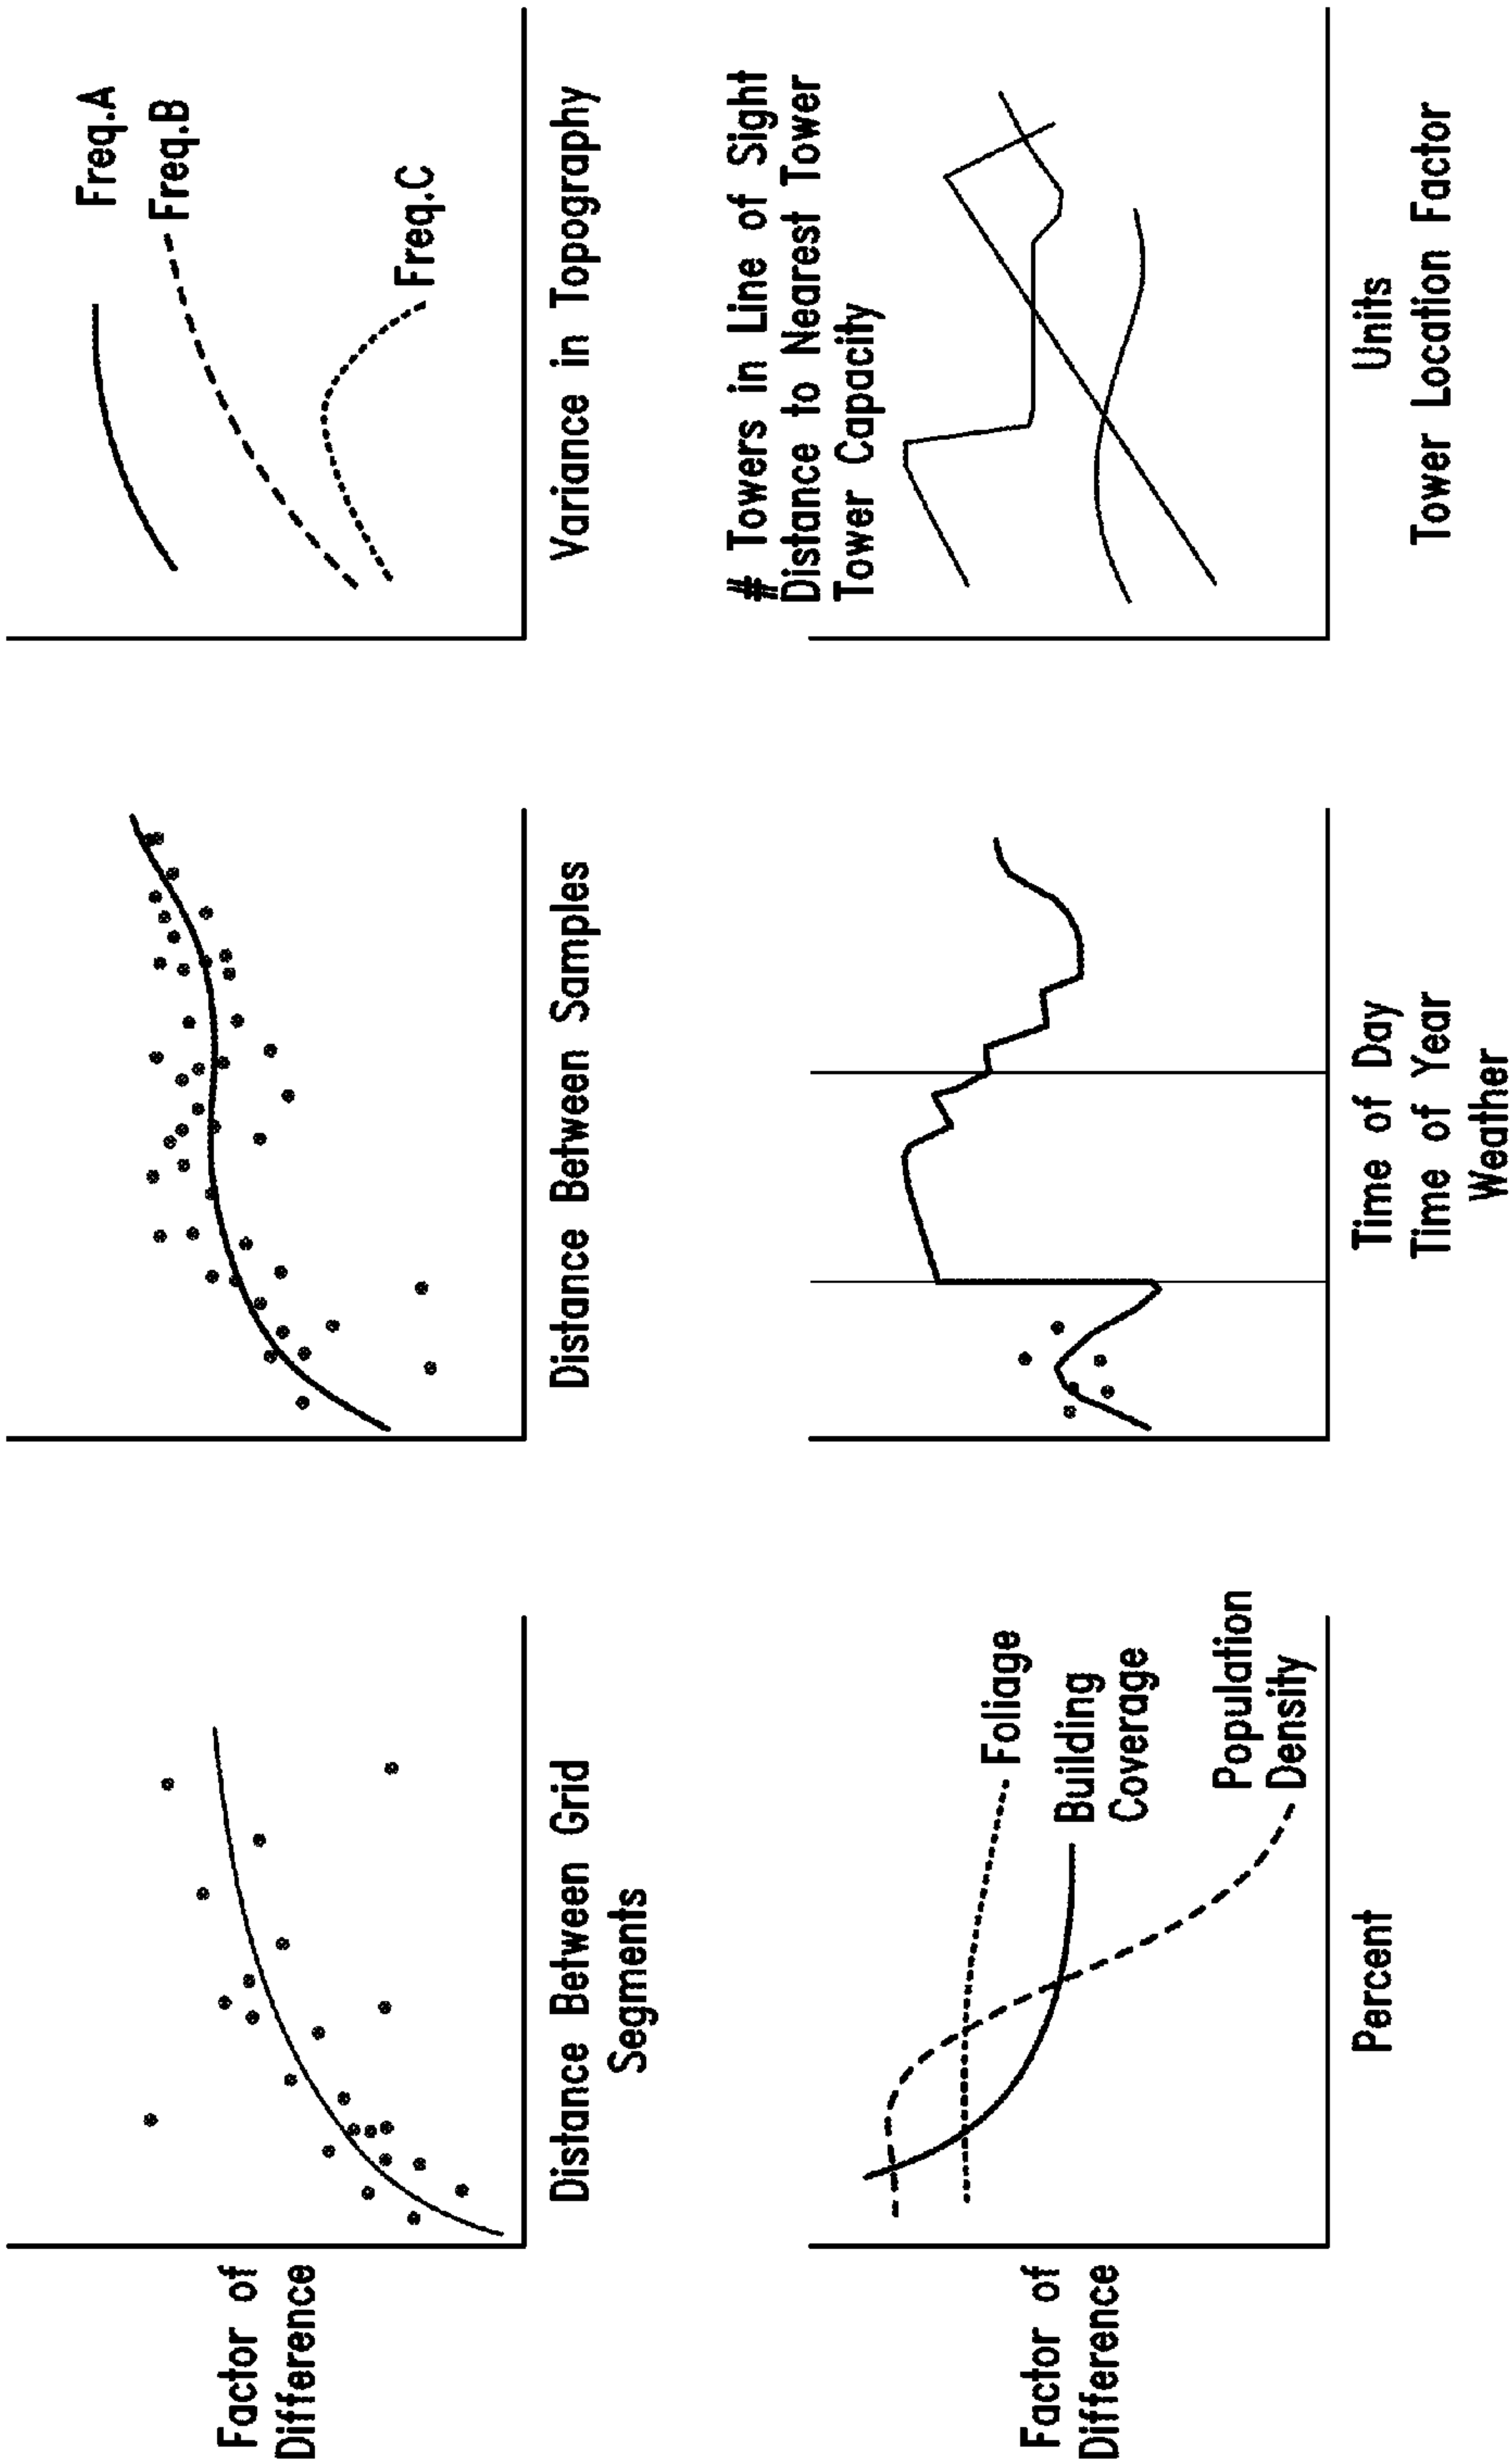 Factor of
Difference
Distance Between Grid
Segments
Distance Between Samples
Freq.A
Freq.B
Freq.C
Variance in Topography
Factor of
Difference
Foliage
Building
Coverage
Population
Density
Percent
Time of Day
Time of Year
Weather
# Towers in Line of Sight
Distance to Nearest Tower
Tower Capacity
Units
Tower Location Factor